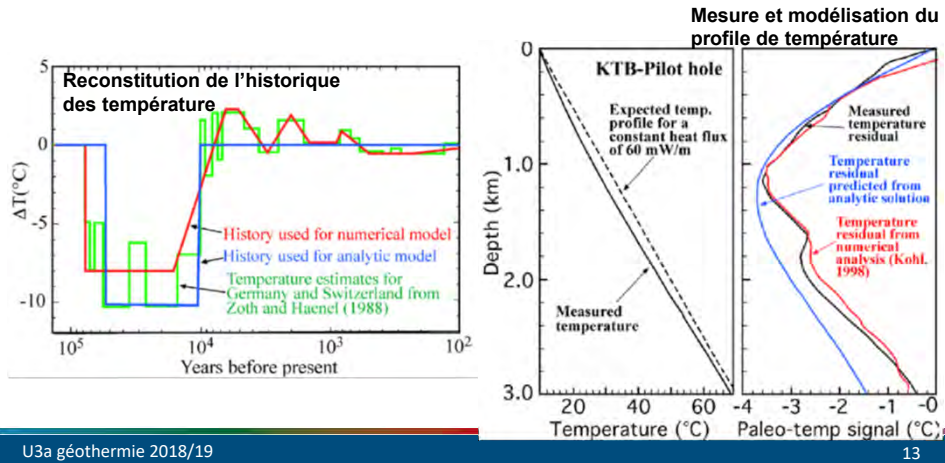 Mesure et modélisation du
profile de température
Reconstitution de l'historique
des température
5
0
-5
-10
ΔT(°C)
History used for numerical model
History used for analytic model
Temperature estimates for
Germany and Switzerland from
Zoth and Haenel (1988)
10⁵
10⁴
10³
10²
Years before present
0
1.0
2.0
3.0
Depth (km)
KTB-Pilot hole
Expected temp.
profile for a
constant heat flux
of 60 mW/m
Measured
temperature
20
40
60
Temperature (°C)
Measured
temperature
residual
Temperature
residual
predicted from
analytic solution
Temperature
residual from
numerical
analysis (Kohl.
1998)
-4
-3
-2
-1
-0
Paleo-temp signal (°C)
U3a géothermie 2018/19
13